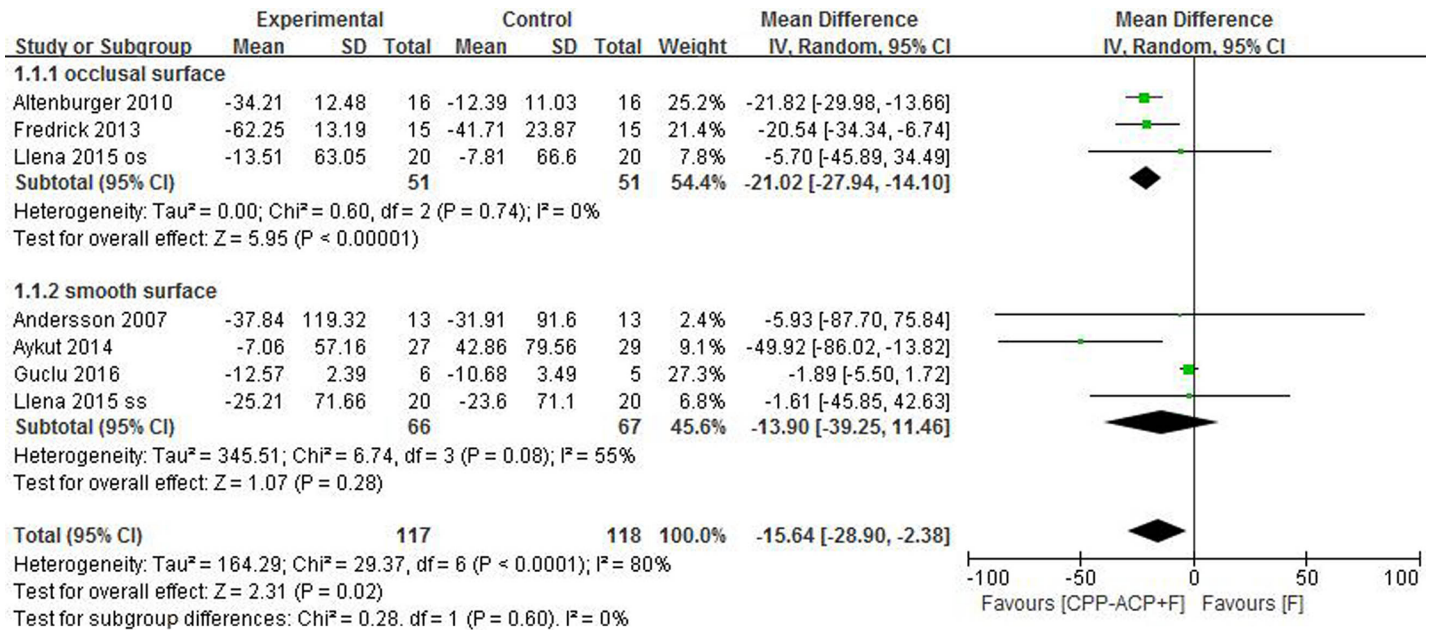 Experimental Control Mean Difference Mean Difference
Study or Subgroup Mean SD Total Mean SD Total Weight IV, Random, 95% CI IV, Random, 95% CI
1.1.1 occlusal surface
Altenburger 2010 -34.21 12.48 16 -12.39 11.03 16 25.2% -21.82 [-29.98, -13.66]
Fredrick 2013 -62.25 13.19 15 -41.71 23.87 15 21.4% -20.54 [-34.34, -6.74]
Llena 2015 os -13.51 63.05 20 -7.81 66.6 20 7.8% -5.70 [-45.89, 34.49]
Subtotal (95% CI) 51 51 54.4% -21.02 [-27.94, -14.10]
Heterogeneity: Tau² = 0.00; Chi² = 0.60, df = 2 (P = 0.74); I² = 0%
Test for overall effect: Z = 5.95 (P < 0.00001)
1.1.2 smooth surface
Andersson 2007 -37.84 119.32 13 -31.91 91.6 13 2.4% -5.93 [-87.70, 75.84]
Aykut 2014 -7.06 57.16 27 42.86 79.56 29 9.1% -49.92 [-86.02, -13.82]
Guclu 2016 -12.57 2.39 6 -10.68 3.49 5 27.3% -1.89 [-5.50, 1.72]
Llena 2015 ss -25.21 71.66 20 -23.6 71.1 20 6.8% -1.61 [-45.85, 42.63]
Subtotal (95% CI) 66 67 45.6% -13.90 [-39.25, 11.46]
Heterogeneity: Tau² = 345.51; Chi² = 6.74, df = 3 (P = 0.08); I² = 55%
Test for overall effect: Z = 1.07 (P = 0.28)
Total (95% CI) 117 118 100.0% -15.64 [-28.90, -2.38]
Heterogeneity: Tau² = 164.29; Chi² = 29.37, df = 6 (P < 0.0001); I² = 80%
Test for overall effect: Z = 2.31 (P = 0.02)
Test for subgroup differences: Chi² = 0.28. df = 1 (P = 0.60). I² = 0%
-100 -50 0 50 100
Favours [CPP-ACP+F] Favours [F]